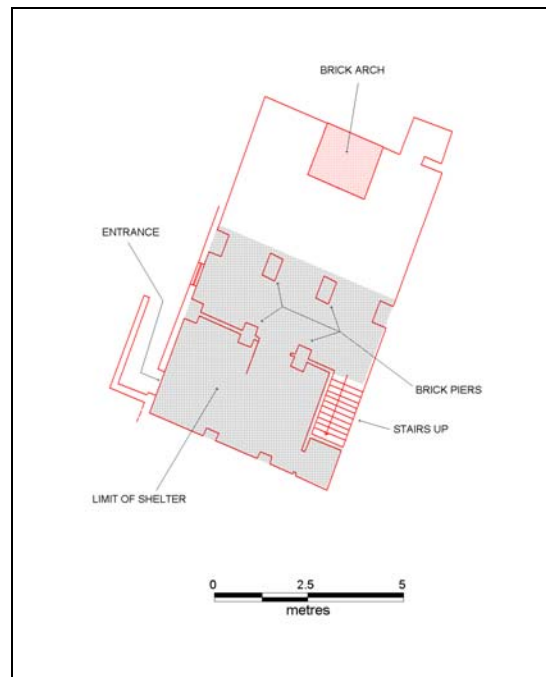 BRICK ARCH
ENTRANCE
BRICK PIERS
STAIRS UP
LIMIT OF SHELTER
0 2.5 5
metres